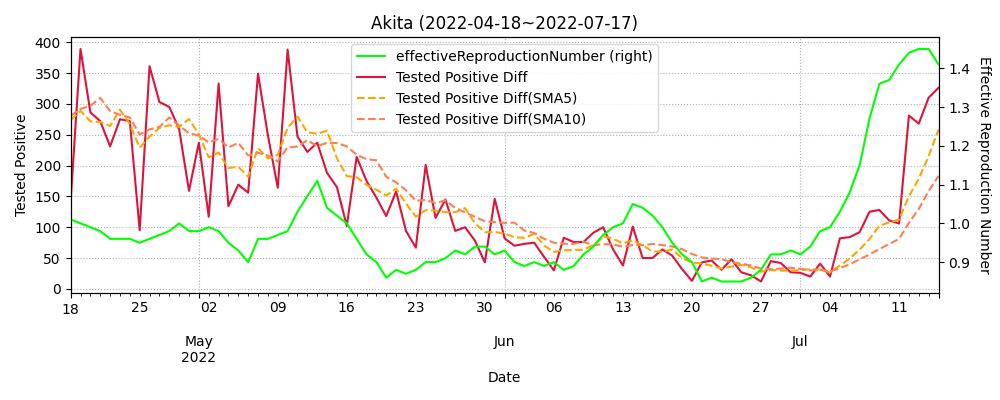 Akita (2022-04-18~2022-07-17)
effectiveReproductionNumber (right)
Tested Positive Diff
Tested Positive Diff(SMA5)
Tested Positive Diff(SMA10)
Tested Positive
400
350
300
250
200
150
100
50
0
Effective Reproduction Number
1.4
1.3
1.2
1.1
1.0
0.9
18 25 02 09 16 23 30 06 13 20 27 04 11
May Jun Jul
2022
Date